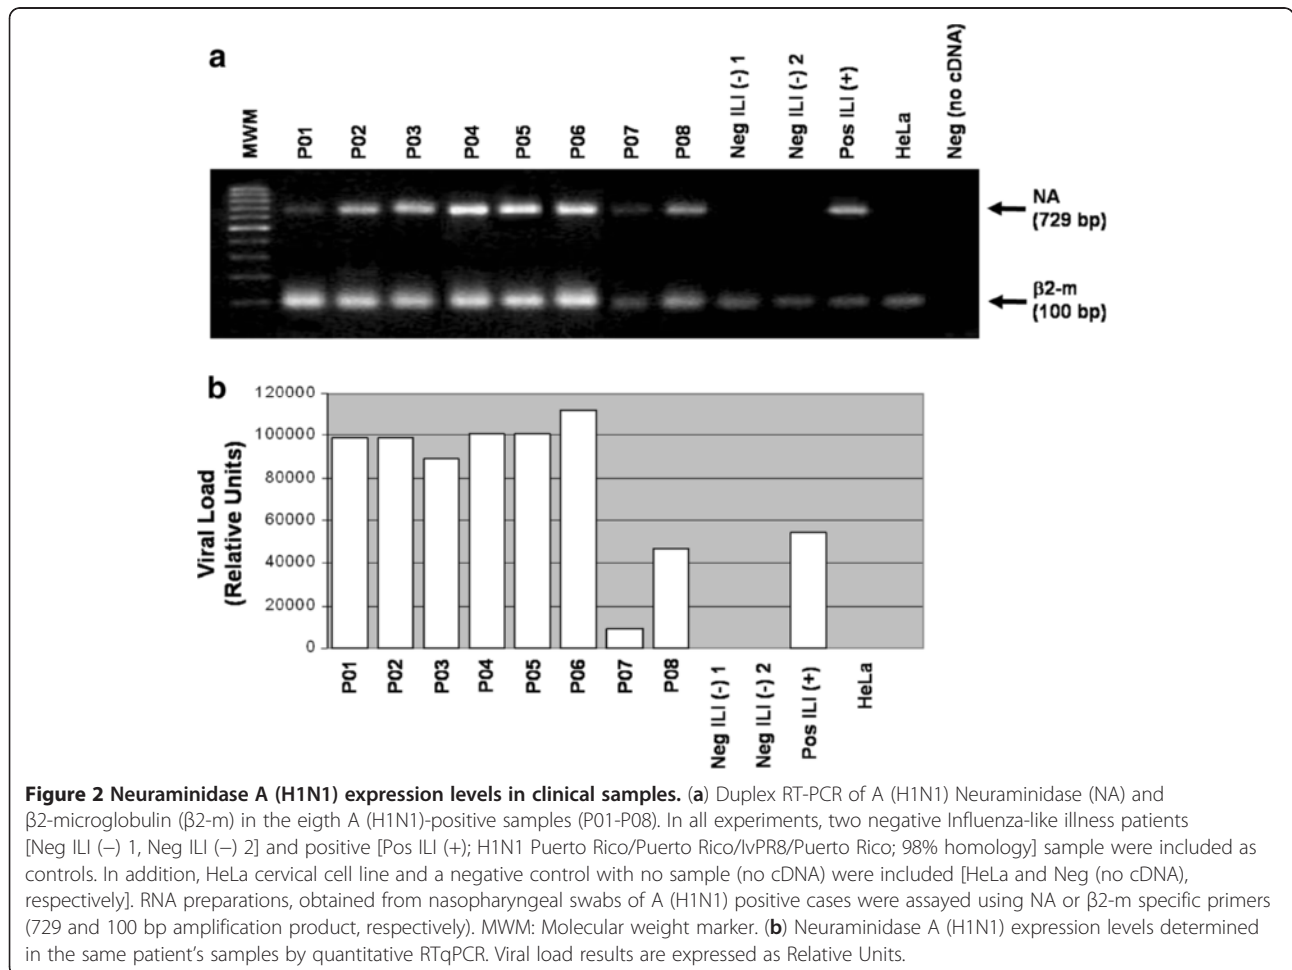 a
MWM
P01
P02
P03
P04
P05
P06
P07
P08
Neg ILI (-) 1
Neg ILI (-) 2
Pos ILI (+)
HeLa
Neg (no cDNA)
NA
(729 bp)
β2-m
(100 bp)
b
Viral Load
(Relative Units)
120000
100000
80000
60000
40000
20000
0
P01
P02
P03
P04
P05
P06
P07
P08
Neg ILI (-) 1
Neg ILI (-) 2
Pos ILI (+)
HeLa
Figure 2 Neuraminidase A (H1N1) expression levels in clinical samples. (a) Duplex RT-PCR of A (H1N1) Neuraminidase (NA) and
β2-microglobulin (β2-m) in the eigth A (H1N1)-positive samples (P01-P08). In all experiments, two negative Influenza-like illness patients
[Neg ILI (−) 1, Neg ILI (−) 2] and positive [Pos ILI (+); H1N1 Puerto Rico/Puerto Rico/IvPR8/Puerto Rico; 98% homology] sample were included as
controls. In addition, HeLa cervical cell line and a negative control with no sample (no cDNA) were included [HeLa and Neg (no cDNA),
respectively]. RNA preparations, obtained from nasopharyngeal swabs of A (H1N1) positive cases were assayed using NA or β2-m specific primers
(729 and 100 bp amplification product, respectively). MWM: Molecular weight marker. (b) Neuraminidase A (H1N1) expression levels determined
in the same patient's samples by quantitative RTqPCR. Viral load results are expressed as Relative Units.